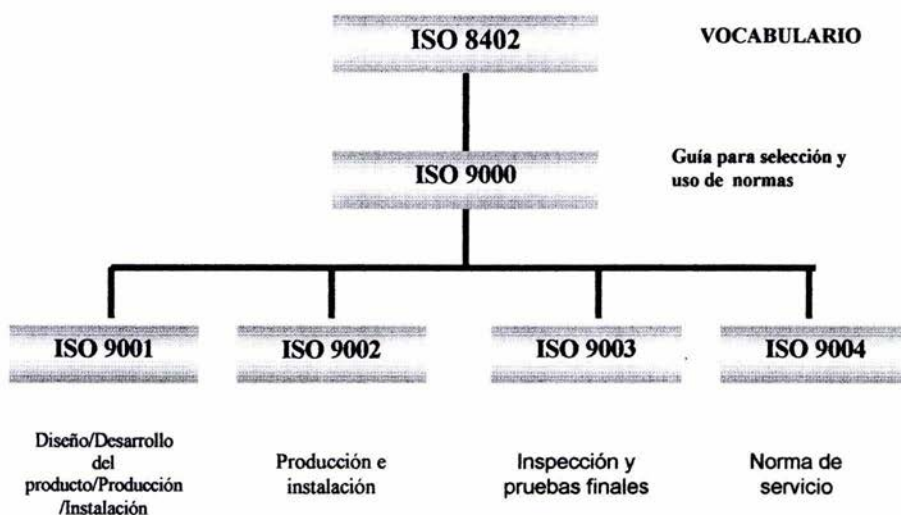 ISO 8402
VOCABULARIO
ISO 9000
Guía para selección y
uso de normas
ISO 9001
ISO 9002
ISO 9003
ISO 9004
Diseño/Desarrollo
del
producto/Producción
/Instalación
Producción e
instalación
Inspección y
pruebas finales
Norma de
servicio